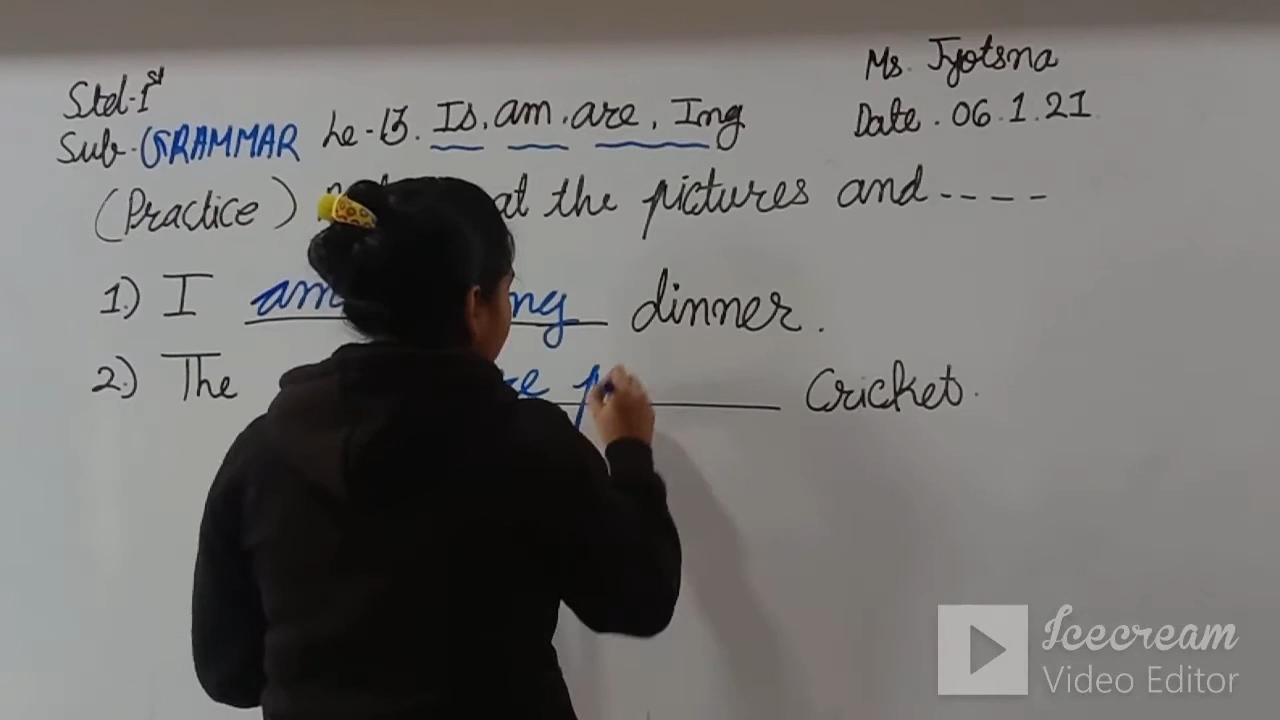 Ms. Jyotsna
Std-1st
Sub-GRAMMAR Le-13. Is, am, are, Ing
Date. 06.1.21
(Practice) at the pictures and----
1.) I am ng dinner.
2.) The p Cricket.
Icecream
Video Editor